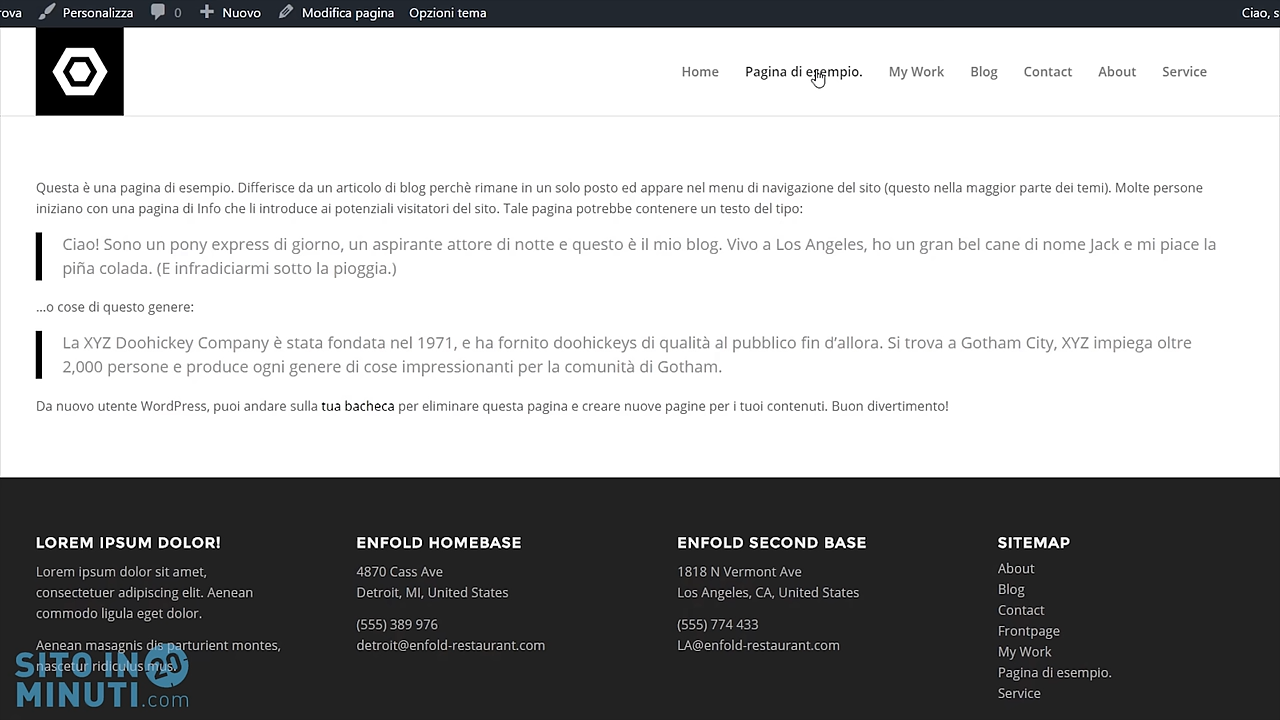 ova Personalizza 0 Nuovo Modifica pagina Opzioni tema Ciao, s
Home Pagina di esempio. My Work Blog Contact About Service
Questa è una pagina di esempio. Differisce da un articolo di blog perchè rimane in un solo posto ed appare nel menu di navigazione del sito (questo nella maggior parte dei temi). Molte persone
iniziano con una pagina di Info che li introduce ai potenziali visitatori del sito. Tale pagina potrebbe contenere un testo del tipo:
Ciao! Sono un pony express di giorno, un aspirante attore di notte e questo è il mio blog. Vivo a Los Angeles, ho un gran bel cane di nome Jack e mi piace la
piña colada. (E infradiciarmi sotto la pioggia.)
...o cose di questo genere:
La XYZ Doohickey Company è stata fondata nel 1971, e ha fornito doohickeys di qualità al pubblico fin d’allora. Si trova a Gotham City, XYZ impiega oltre
2,000 persone e produce ogni genere di cose impressionanti per la comunità di Gotham.
Da nuovo utente WordPress, puoi andare sulla tua bacheca per eliminare questa pagina e creare nuove pagine per i tuoi contenuti. Buon divertimento!
LOREM IPSUM DOLOR!
Lorem ipsum dolor sit amet,
consectetuer adipiscing elit. Aenean
commodo ligula eget dolor.
Aenean masagnis dis parturient montes,
nascetur ridiculus mus.
ENFOLD HOMEBASE
4870 Cass Ave
Detroit, MI, United States
(555) 389 976
detroit@enfold-restaurant.com
ENFOLD SECOND BASE
1818 N Vermont Ave
Los Angeles, CA, United States
(555) 774 433
LA@enfold-restaurant.com
SITEMAP
About
Blog
Contact
Frontpage
My Work
Pagina di esempio.
Service
SITO IN 20
MINUTI.com